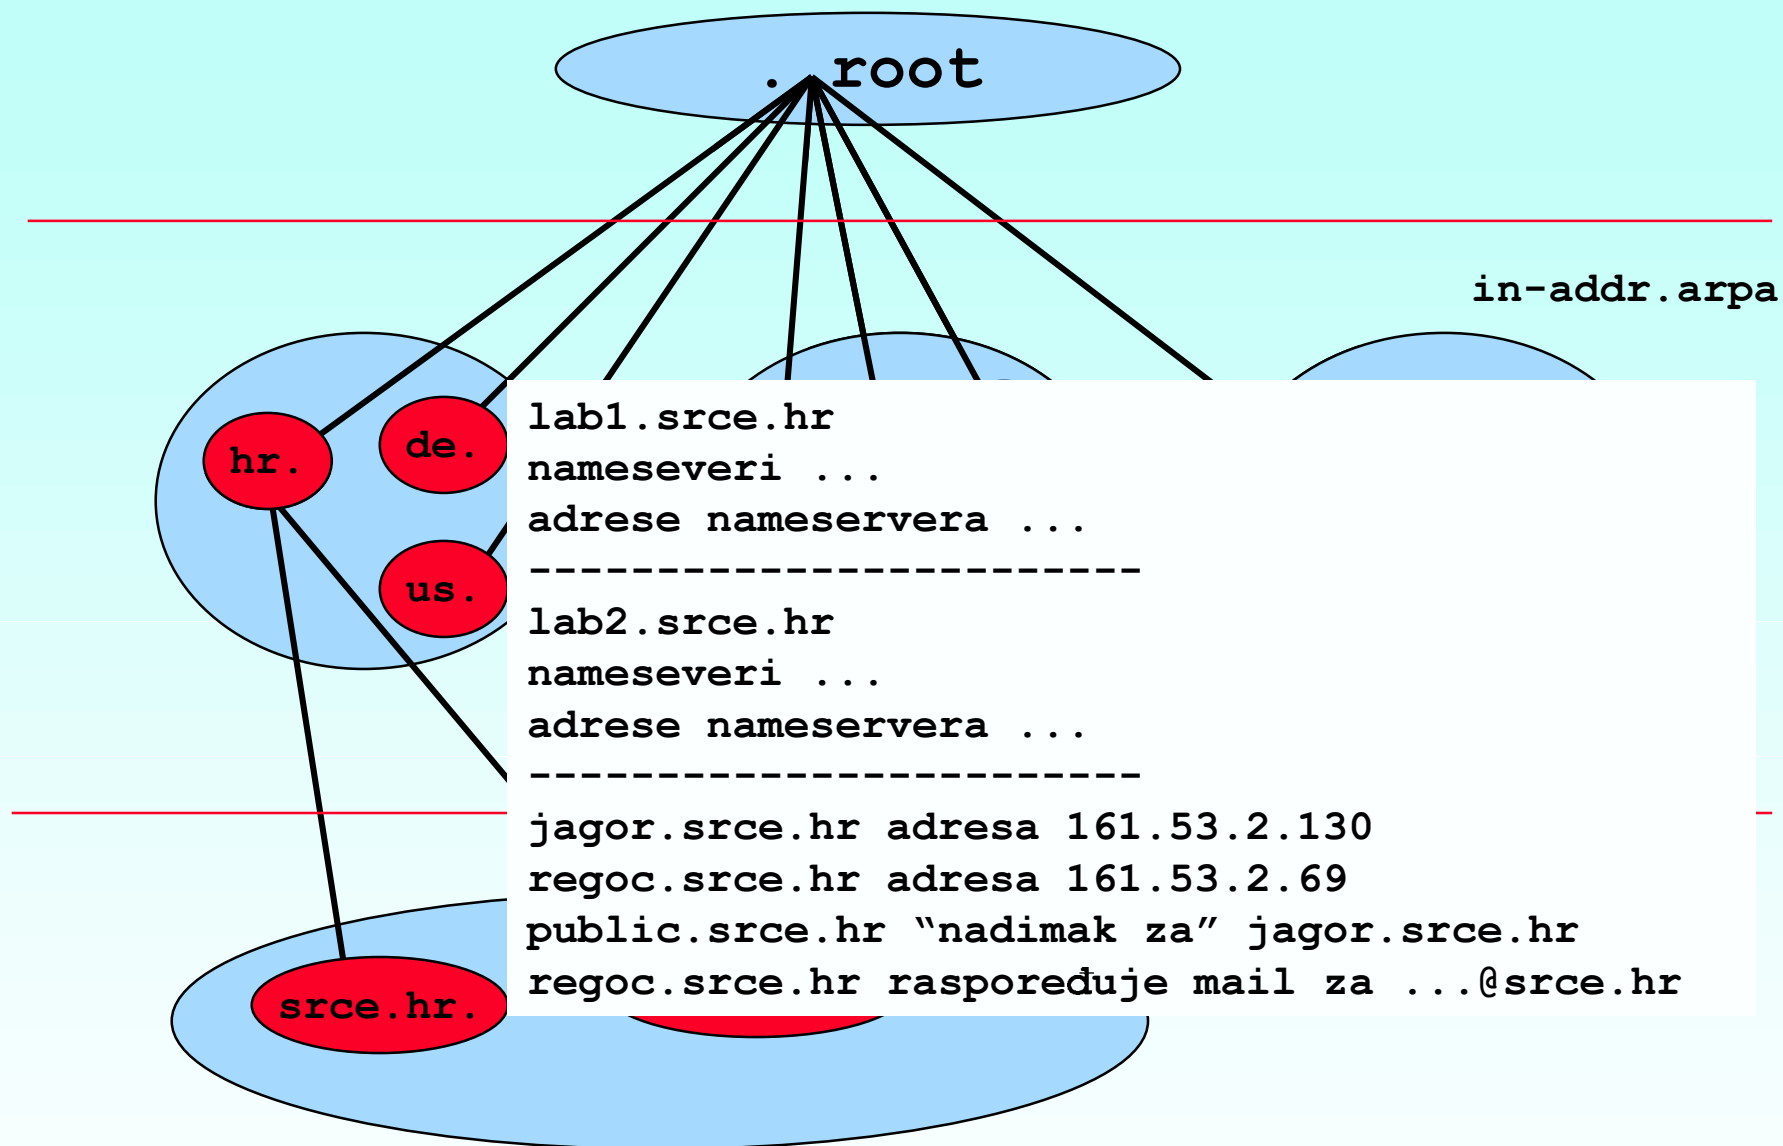 . root
in-addr.arpa
hr.
de.
us.
lab1.srce.hr
nameseveri ...
adrese nameservera ...
------------------------
lab2.srce.hr
nameseveri ...
adrese nameservera ...
------------------------
jagor.srce.hr adresa 161.53.2.130
regoc.srce.hr adresa 161.53.2.69
public.srce.hr “nadimak za” jagor.srce.hr
regoc.srce.hr raspoređuje mail za ...@srce.hr
srce.hr.